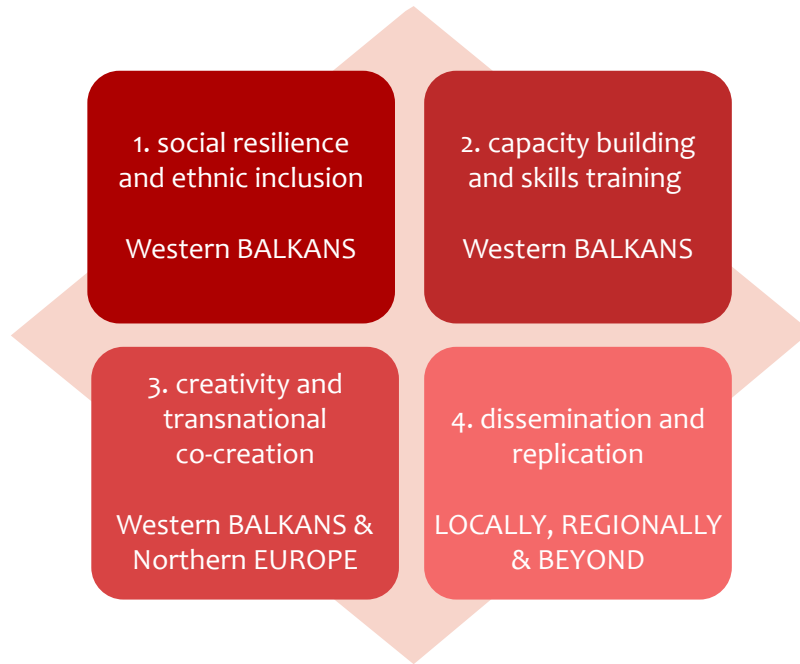 1. social resilience
and ethnic inclusion
Western BALKANS
2. capacity building
and skills training
Western BALKANS
3. creativity and
transnational
co-creation
Western BALKANS &
Northern EUROPE
4. dissemination and
replication
LOCALLY, REGIONALLY
& BEYOND